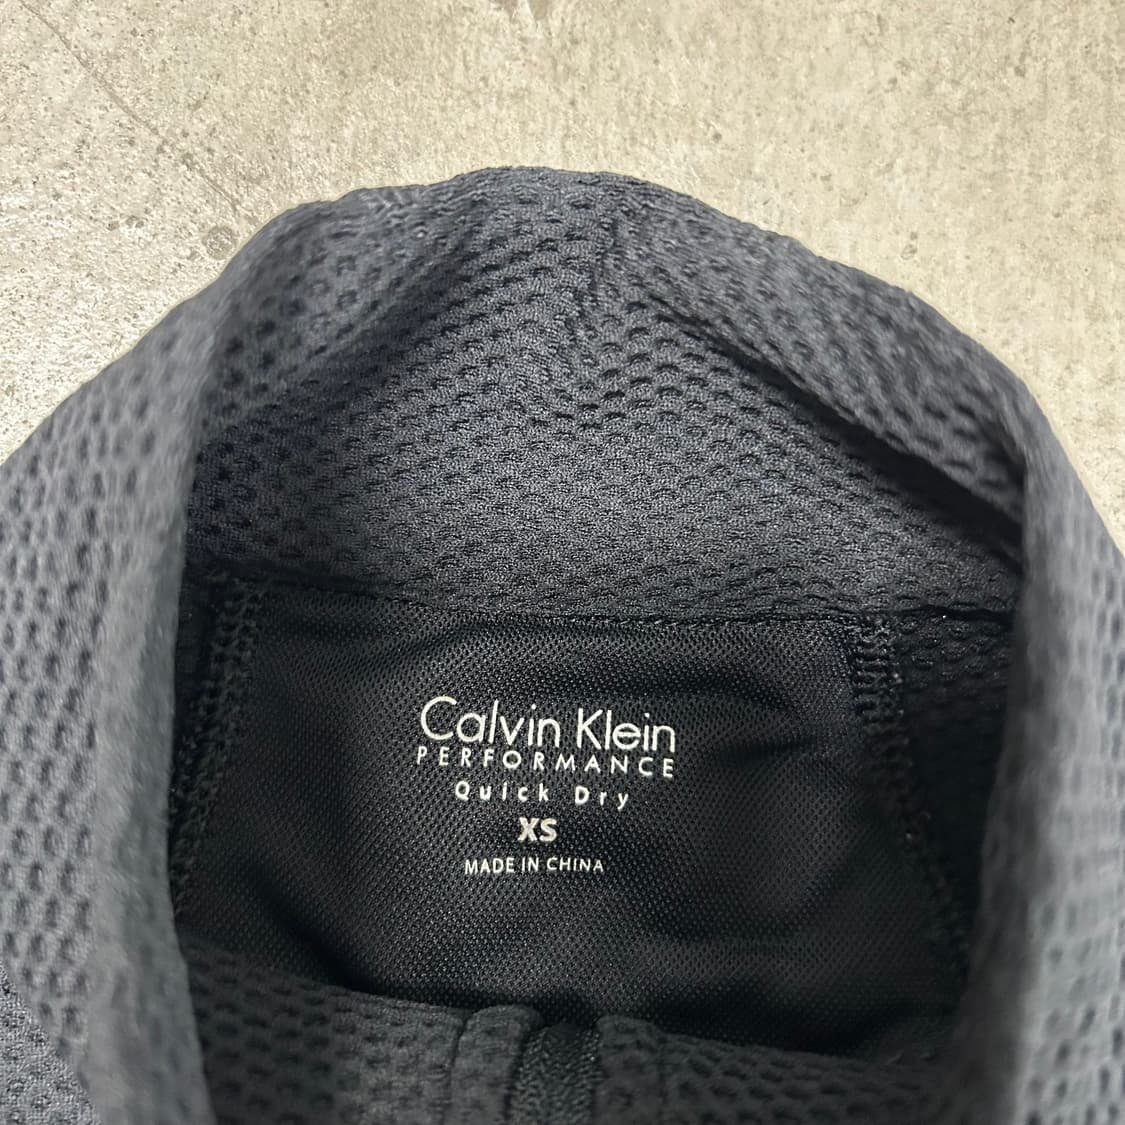 Calvin Klein
PERFORMANCE
Quick Dry
XS
MADE IN CHINA